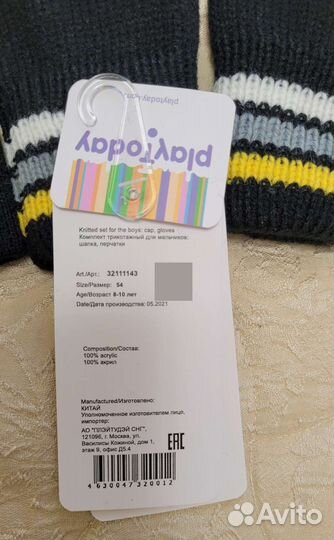 playtoday.com
playToday
Knitted set for the boys: cap, gloves
Комплект трикотажный для мальчиков:
шапка, перчатки
Art./Арт.: 32111143
Size/Размер: 54
Age/Возраст 8-10 лет
Date/Дата производства: 05.2021
Composition/Состав:
100% acrylic
100% акрил
Manufactured/Изготовлено:
КИТАЙ
Уполномоченное изготовителем лицо,
импортер:
АО "ПЛЭЙТУДЭЙ СНГ",
121096, г. Москва, ул.
Василисы Кожиной, дом 1,
этаж 9, офис Д5.4
EAC
4630047320012
Avito